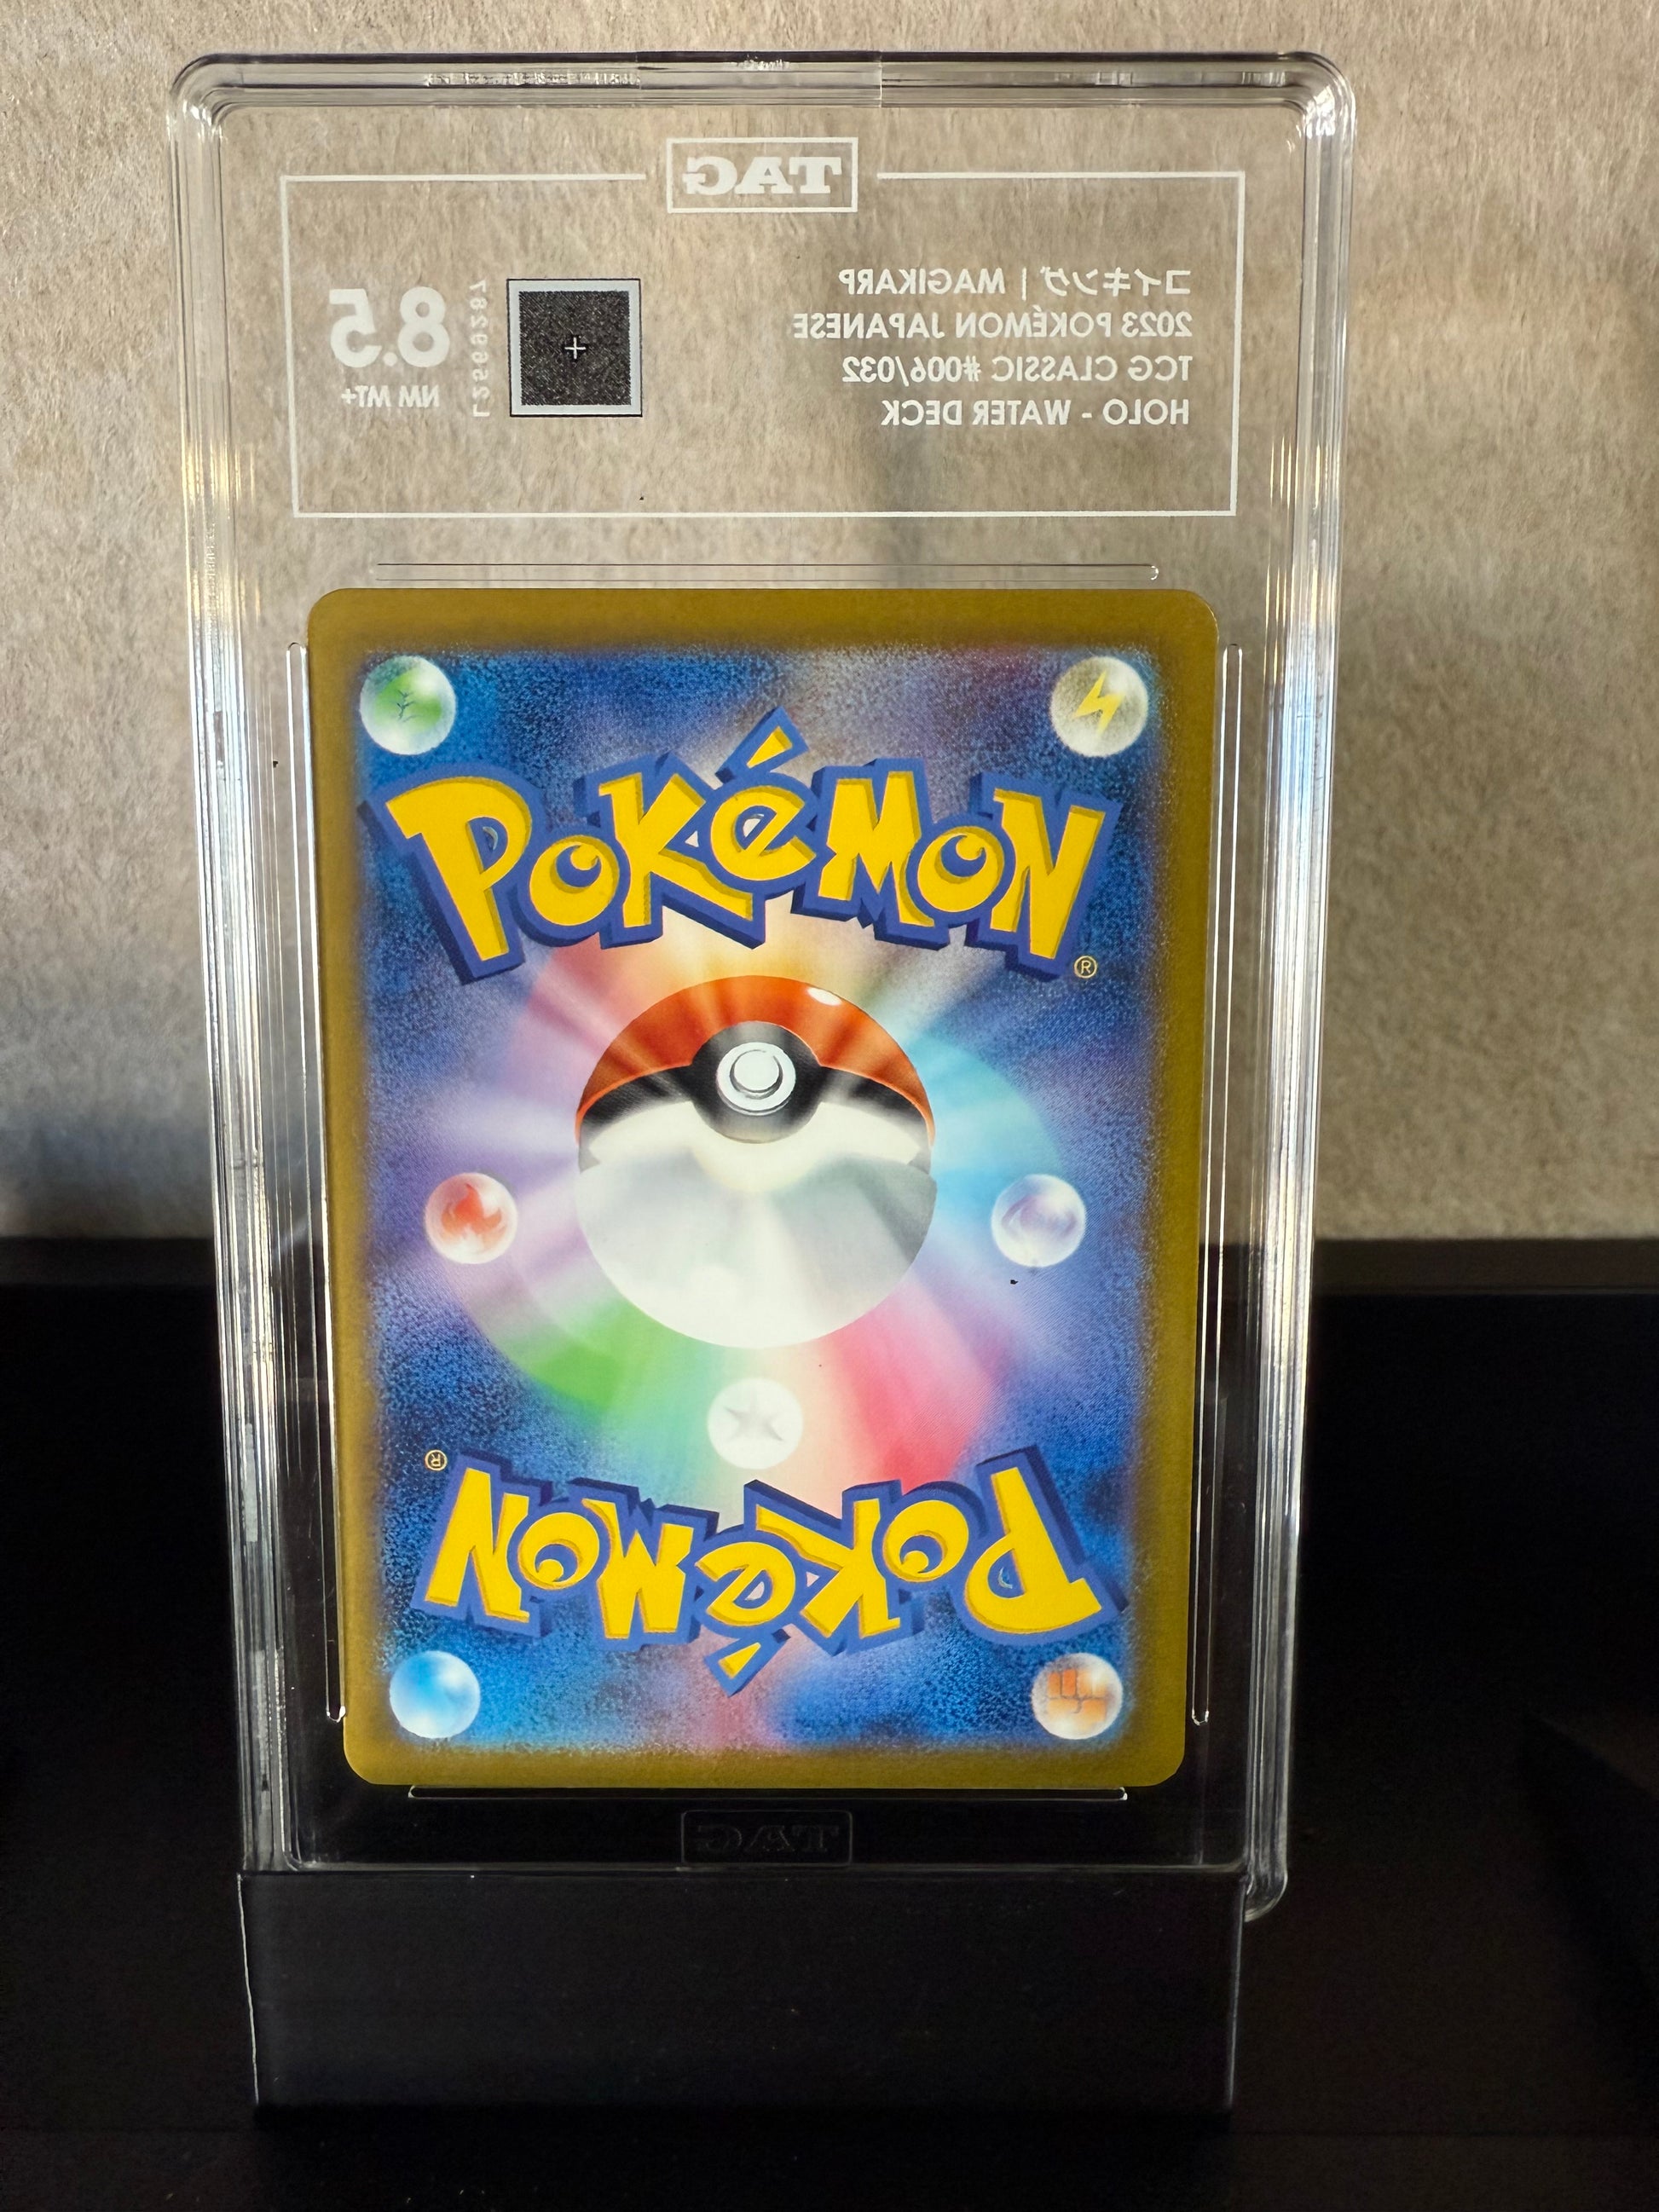 TAG
コイキング | MAGIKARP
2023 POKÉMON JAPANESE
TCG CLASSIC #006/032
HOLO - WATER DECK
L2569287
8.5
NM MT+
POKÉMON
®
POKÉMON
®
TAG